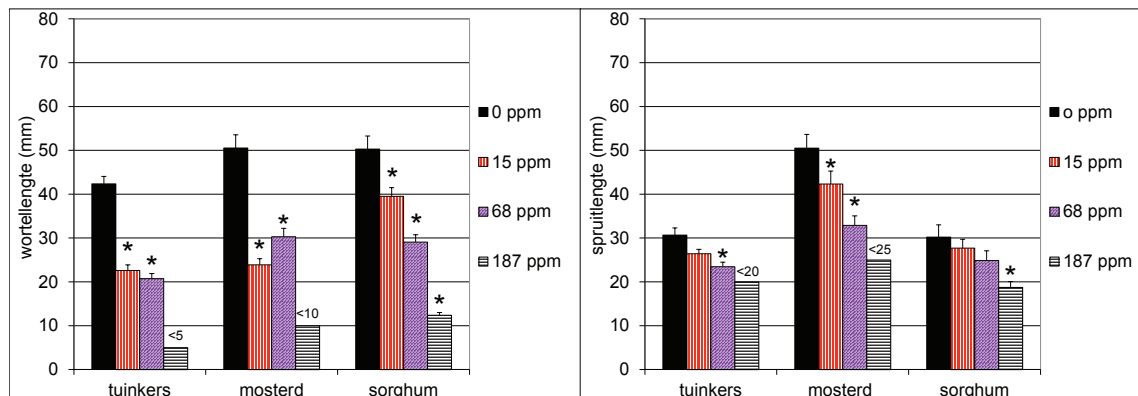 wortellengte (mm)
80
70
60
50
40
30
20
10
0
*
*
<5
*
*
<10
*
*
*
tuinkers
mosterd
sorghum
0 ppm
15 ppm
68 ppm
187 ppm
spruitlengte (mm)
80
70
60
50
40
30
20
10
0
*
<20
*
*
<25
*
tuinkers
mosterd
sorghum
o ppm
15 ppm
68 ppm
187 ppm